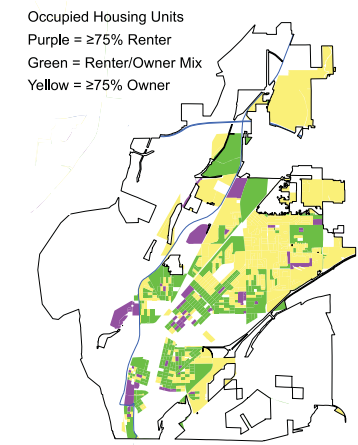 Occupied Housing Units
Purple = ≥75% Renter
Green = Renter/Owner Mix
Yellow = ≥75% Owner